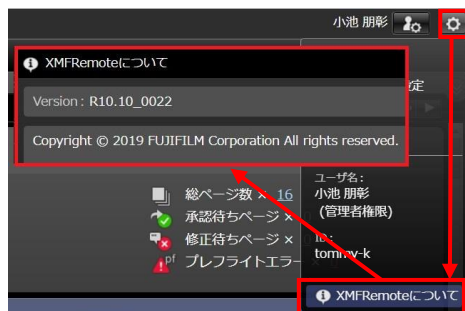 小池 朋彰
XMFRemoteについて
Version : R10.10_0022
Copyright © 2019 FUJIFILM Corporation All rights reserved.
定
総ページ数 × 16
承認待ちページ ×
修正待ちページ ×
pf プレフライトエラー
ユーザ名 :
小池 朋彰
(管理者権限)
ID :
tommy-k
XMFRemoteについて